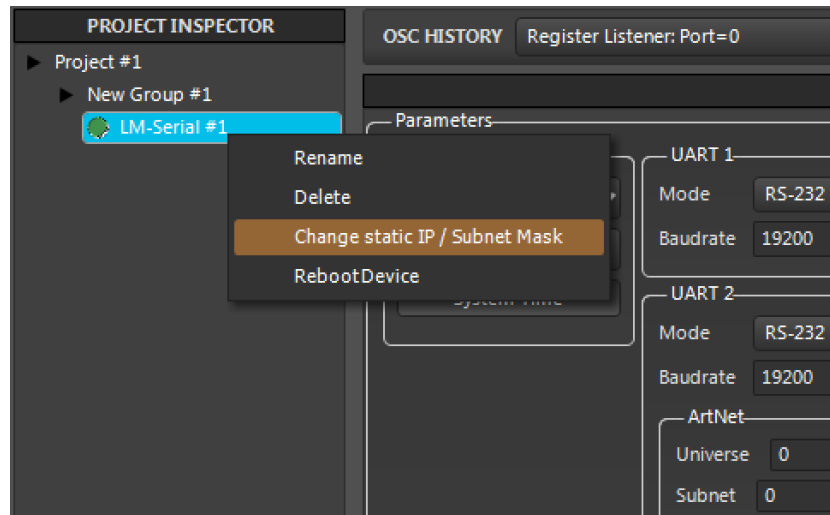 PROJECT INSPECTOR
Project #1
New Group #1
LM-Serial #1
Rename
Delete
Change static IP / Subnet Mask
RebootDevice
OSC HISTORY Register Listener: Port=0
Parameters
UART 1
Mode RS-232
Baudrate 19200
UART 2
Mode RS-232
Baudrate 19200
ArtNet
Universe 0
Subnet 0